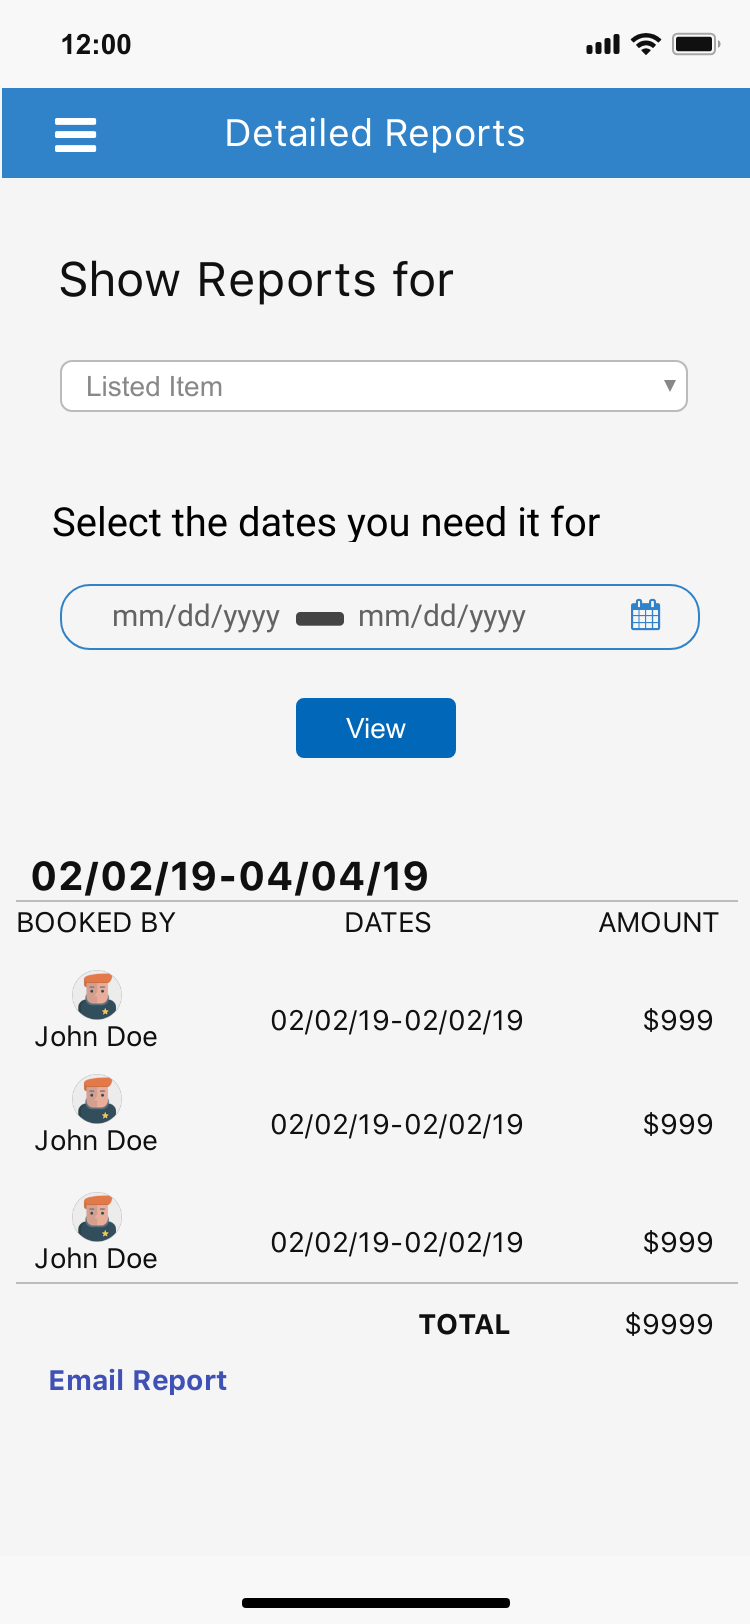 12:00
Detailed Reports
Show Reports for
Listed Item
Select the dates you need it for
mm/dd/yyyy mm/dd/yyyy
View
02/02/19-04/04/19
BOOKED BY DATES AMOUNT
John Doe 02/02/19-02/02/19 $999
John Doe 02/02/19-02/02/19 $999
John Doe 02/02/19-02/02/19 $999
TOTAL $9999
Email Report